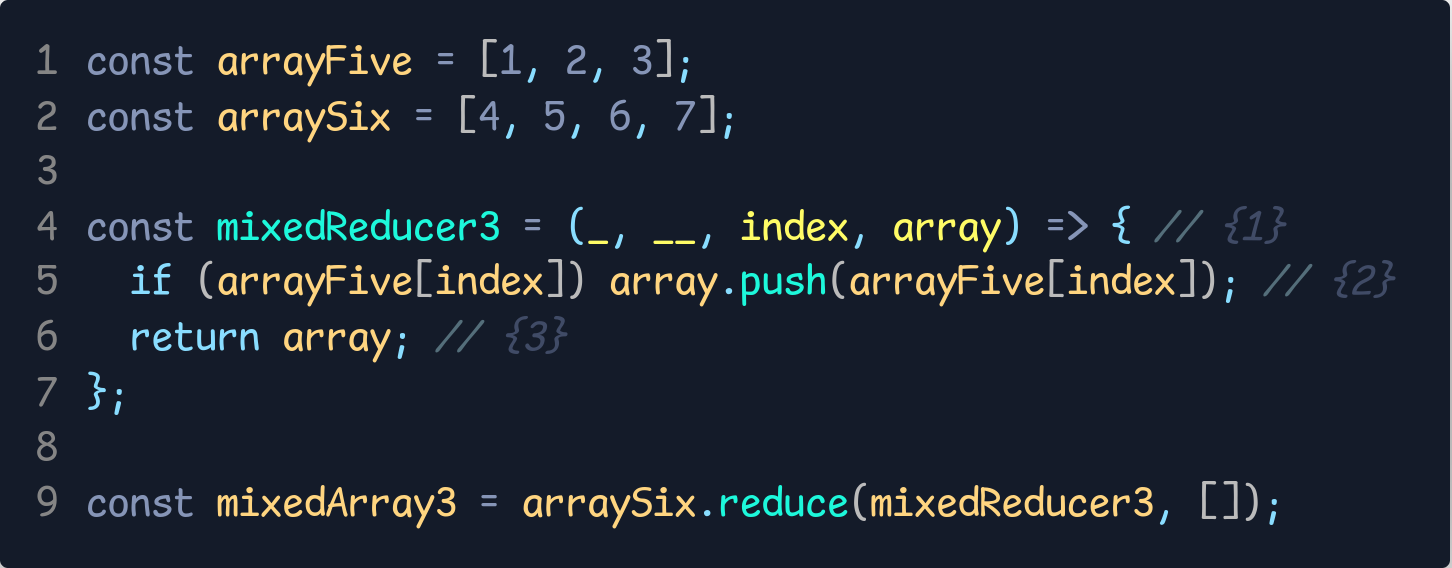 1 const arrayFive = [1, 2, 3];
2 const arraySix = [4, 5, 6, 7];
3
4 const mixedReducer3 = (_, __, index, array) => { // {1}
5   if (arrayFive[index]) array.push(arrayFive[index]); // {2}
6   return array; // {3}
7 };
8
9 const mixedArray3 = arraySix.reduce(mixedReducer3, []);